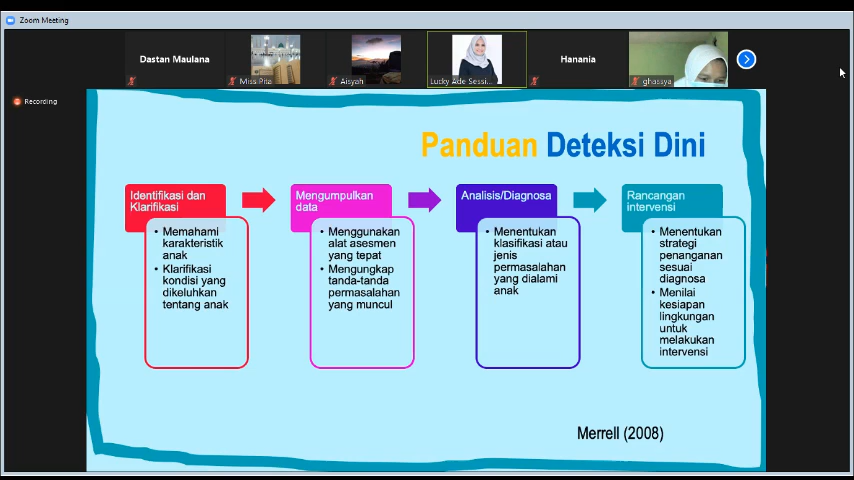 Zoom Meeting
Dastan Maulana
Miss Pita
Aisyah
Lucky Ade Sessi...
Hanania
ghassya
Recording
Panduan Deteksi Dini
Identifikasi dan
Klarifikasi
• Memahami
karakteristik
anak
• Klarifikasi
kondisi yang
dikeluhkan
tentang anak
Mengumpulkan
data
• Menggunakan
alat asesmen
yang tepat
• Mengungkap
tanda-tanda
permasalahan
yang muncul
Analisis/Diagnosa
• Menentukan
klasifikasi atau
jenis
permasalahan
yang dialami
anak
Rancangan
intervensi
• Menentukan
strategi
penanganan
sesuai
diagnosa
• Menilai
kesiapan
lingkungan
untuk
melakukan
intervensi
Merrell (2008)